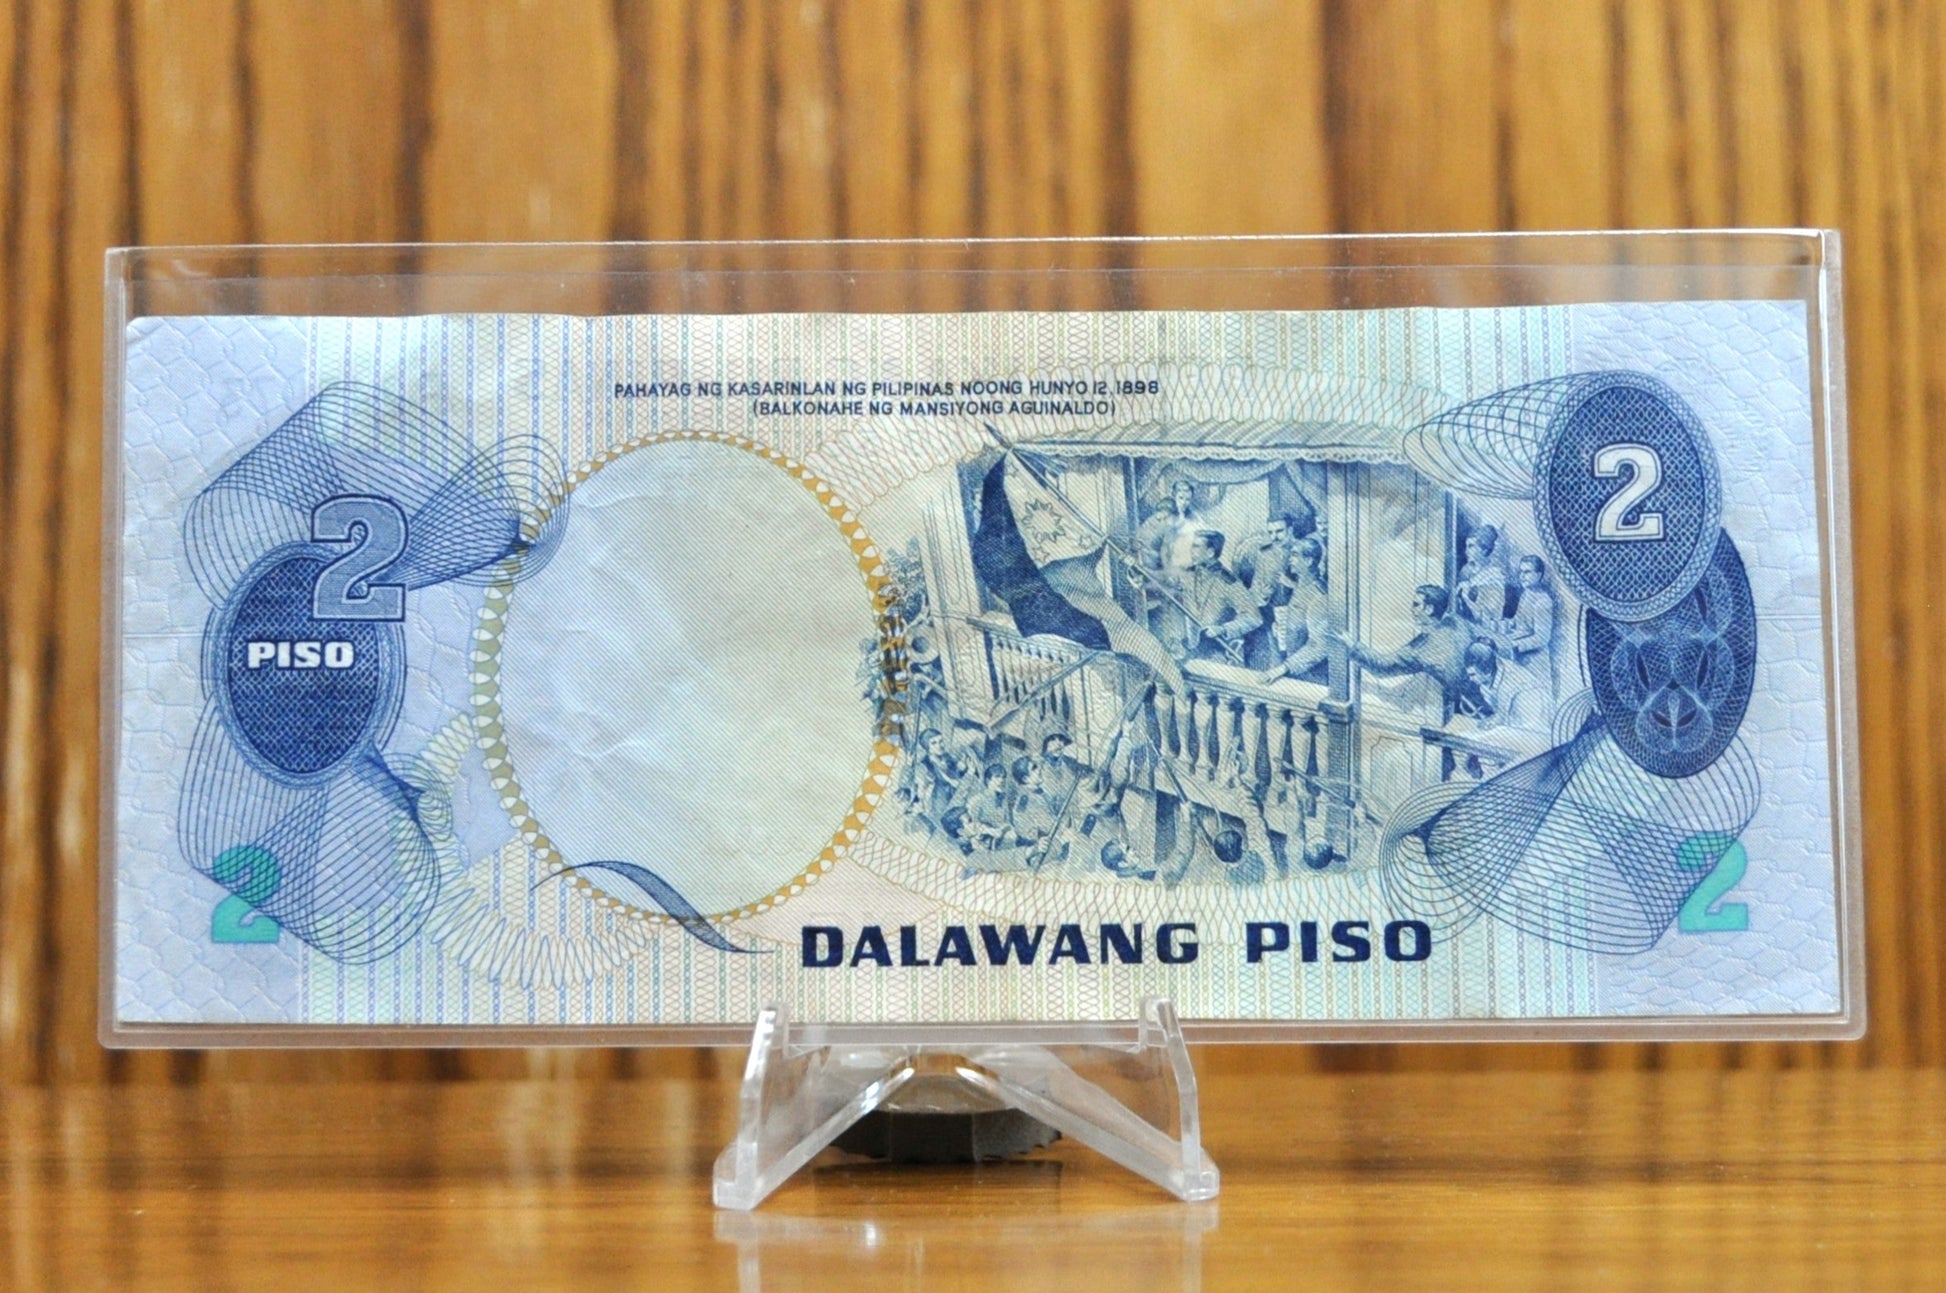 PAHAYAG NG KASARINLAN NG PILIPINAS NOONG HUNYO 12, 1898
(BALKONAHE NG MANSIYONG AGUINALDO)
2
2
PISO
2
2
DALAWANG PISO